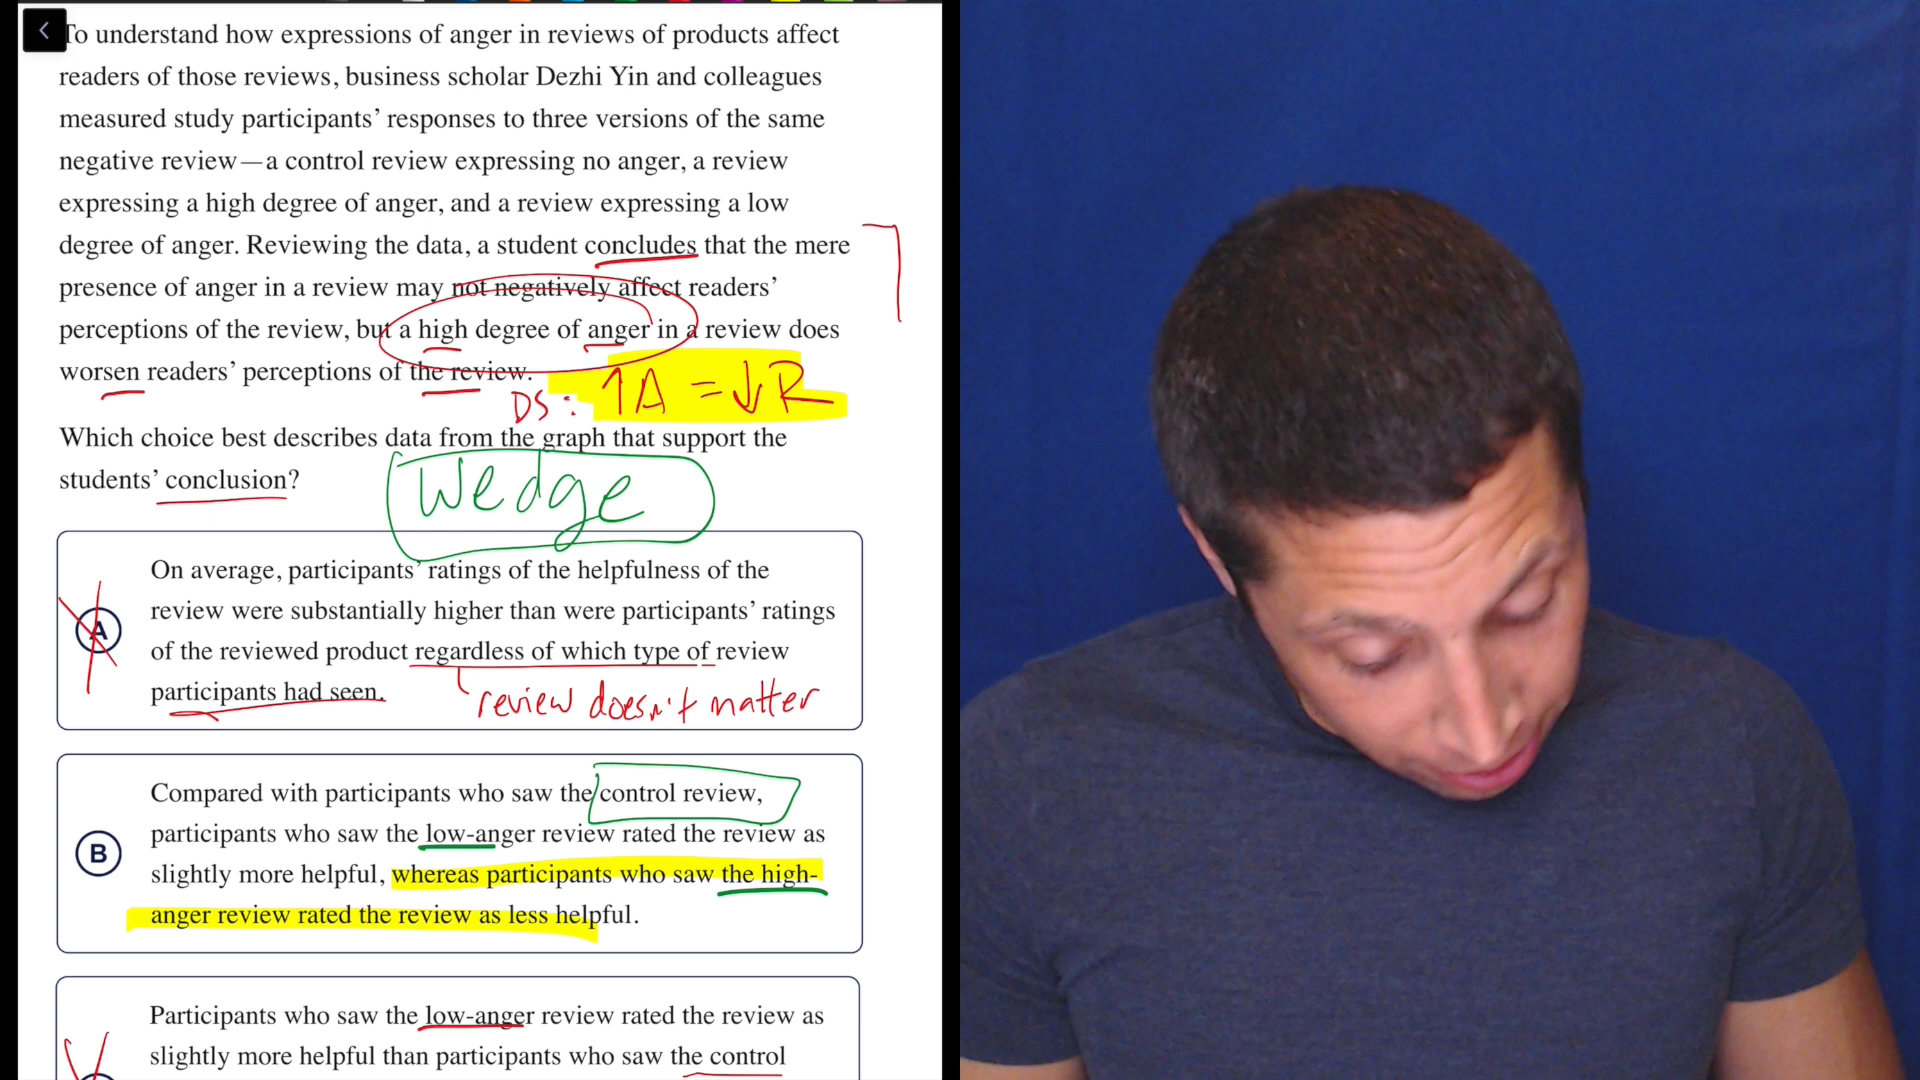 To understand how expressions of anger in reviews of products affect
readers of those reviews, business scholar Dezhi Yin and colleagues
measured study participants’ responses to three versions of the same
negative review—a control review expressing no anger, a review
expressing a high degree of anger, and a review expressing a low
degree of anger. Reviewing the data, a student concludes that the mere
presence of anger in a review may not negatively affect readers’
perceptions of the review, but a high degree of anger in a review does
worsen readers’ perceptions of the review.
DS: ↑A = ↓R
Which choice best describes data from the graph that support the
students’ conclusion?
Wedge
A
On average, participants’ ratings of the helpfulness of the
review were substantially higher than were participants’ ratings
of the reviewed product regardless of which type of review
participants had seen.
review doesn't matter
B
Compared with participants who saw the control review,
participants who saw the low-anger review rated the review as
slightly more helpful, whereas participants who saw the high-
anger review rated the review as less helpful.
Participants who saw the low-anger review rated the review as
slightly more helpful than participants who saw the control